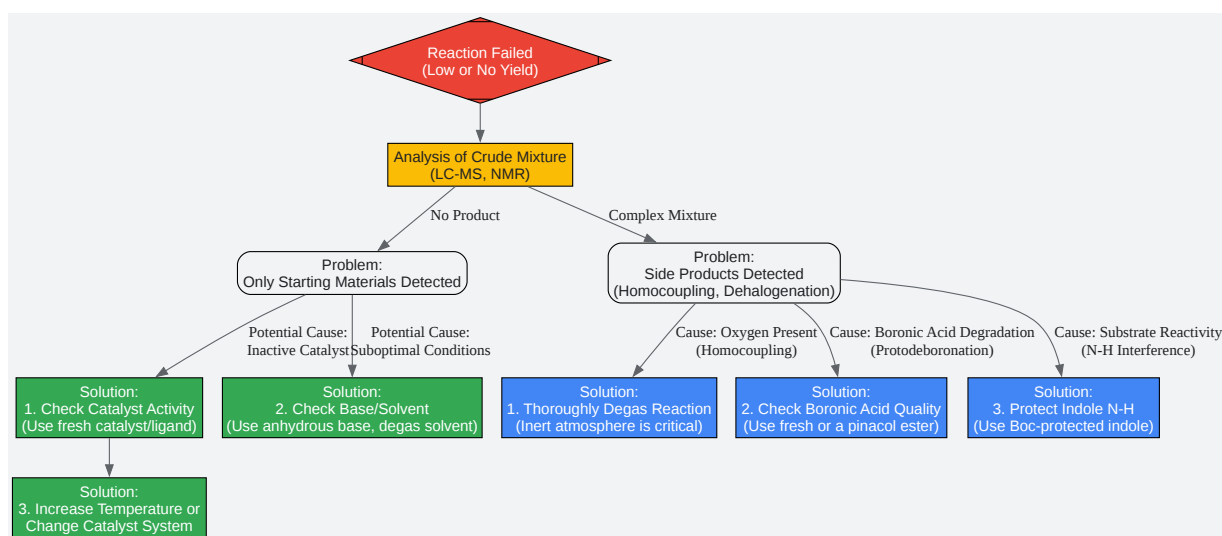 Reaction Failed
(Low or No Yield)
Analysis of Crude Mixture
(LC-MS, NMR)
No Product
Complex Mixture
Problem:
Only Starting Materials Detected
Problem:
Side Products Detected
(Homocoupling, Dehalogenation)
Potential Cause:
Inactive Catalyst
Potential Cause:
Suboptimal Conditions
Cause: Oxygen Present
(Homocoupling)
Cause: Boronic Acid Degradation
(Protodeboronation)
Cause: Substrate Reactivity
(N-H Interference)
Solution:
1. Check Catalyst Activity
(Use fresh catalyst/ligand)
Solution:
2. Check Base/Solvent
(Use anhydrous base, degas solvent)
Solution:
1. Thoroughly Degas Reaction
(Inert atmosphere is critical)
Solution:
2. Check Boronic Acid Quality
(Use fresh or a pinacol ester)
Solution:
3. Protect Indole N-H
(Use Boc-protected indole)
Solution:
3. Increase Temperature or
Change Catalyst System